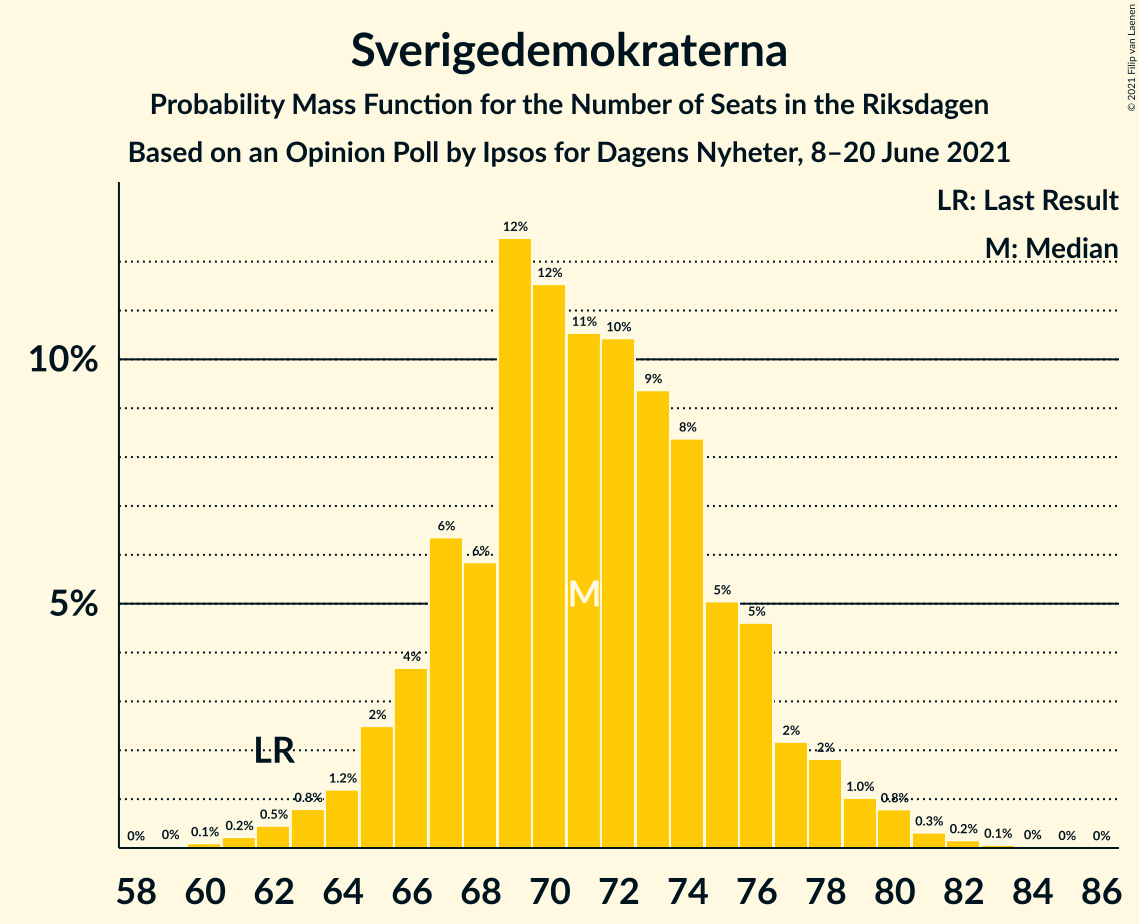 Sverigedemokraterna
Probability Mass Function for the Number of Seats in the Riksdagen
Based on an Opinion Poll by Ipsos for Dagens Nyheter, 8–20 June 2021
© 2021 Filip van Laenen
LR: Last Result
M: Median
10%
5%
0% 0% 0.1% 0.2% 0.5% 0.8% 1.2% 2% 4% 6% 6% 12% 12% 11% 10% 9% 8% 5% 5% 2% 2% 1.0% 0.8% 0.3% 0.2% 0.1% 0% 0% 0%
LR
M
58 60 62 64 66 68 70 72 74 76 78 80 82 84 86